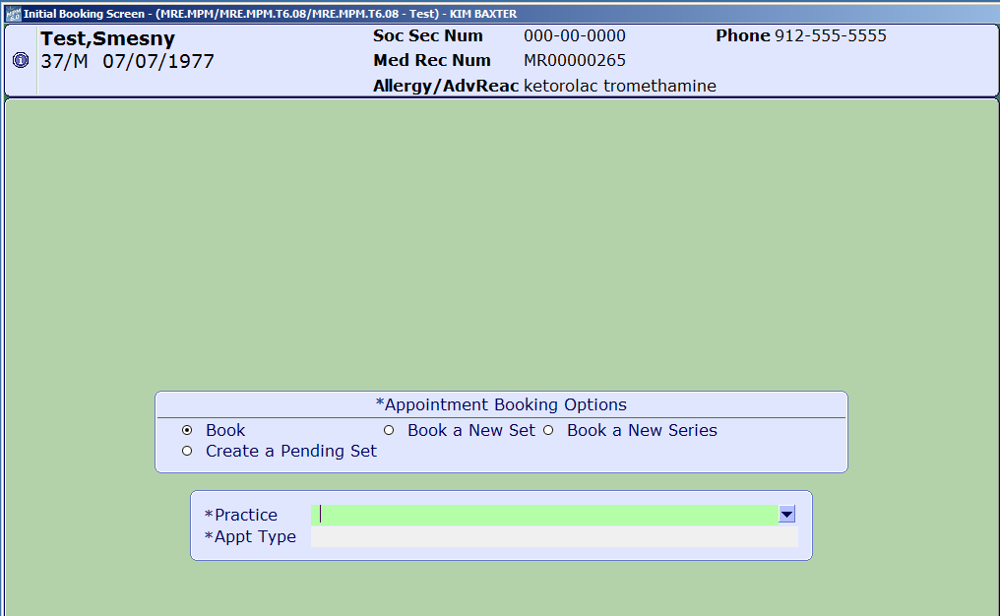 Initial Booking Screen - (MRE.MPM/MRE.MPM.T6.08/MRE.MPM.T6.08 - Test) - KIM BAXTER
Test,Smesny
37/M 07/07/1977
Soc Sec Num 000-00-0000
Med Rec Num MR00000265
Allergy/AdvReac ketorolac tromethamine
Phone 912-555-5555
*Appointment Booking Options
Book Book a New Set Book a New Series
Create a Pending Set
*Practice
*Appt Type